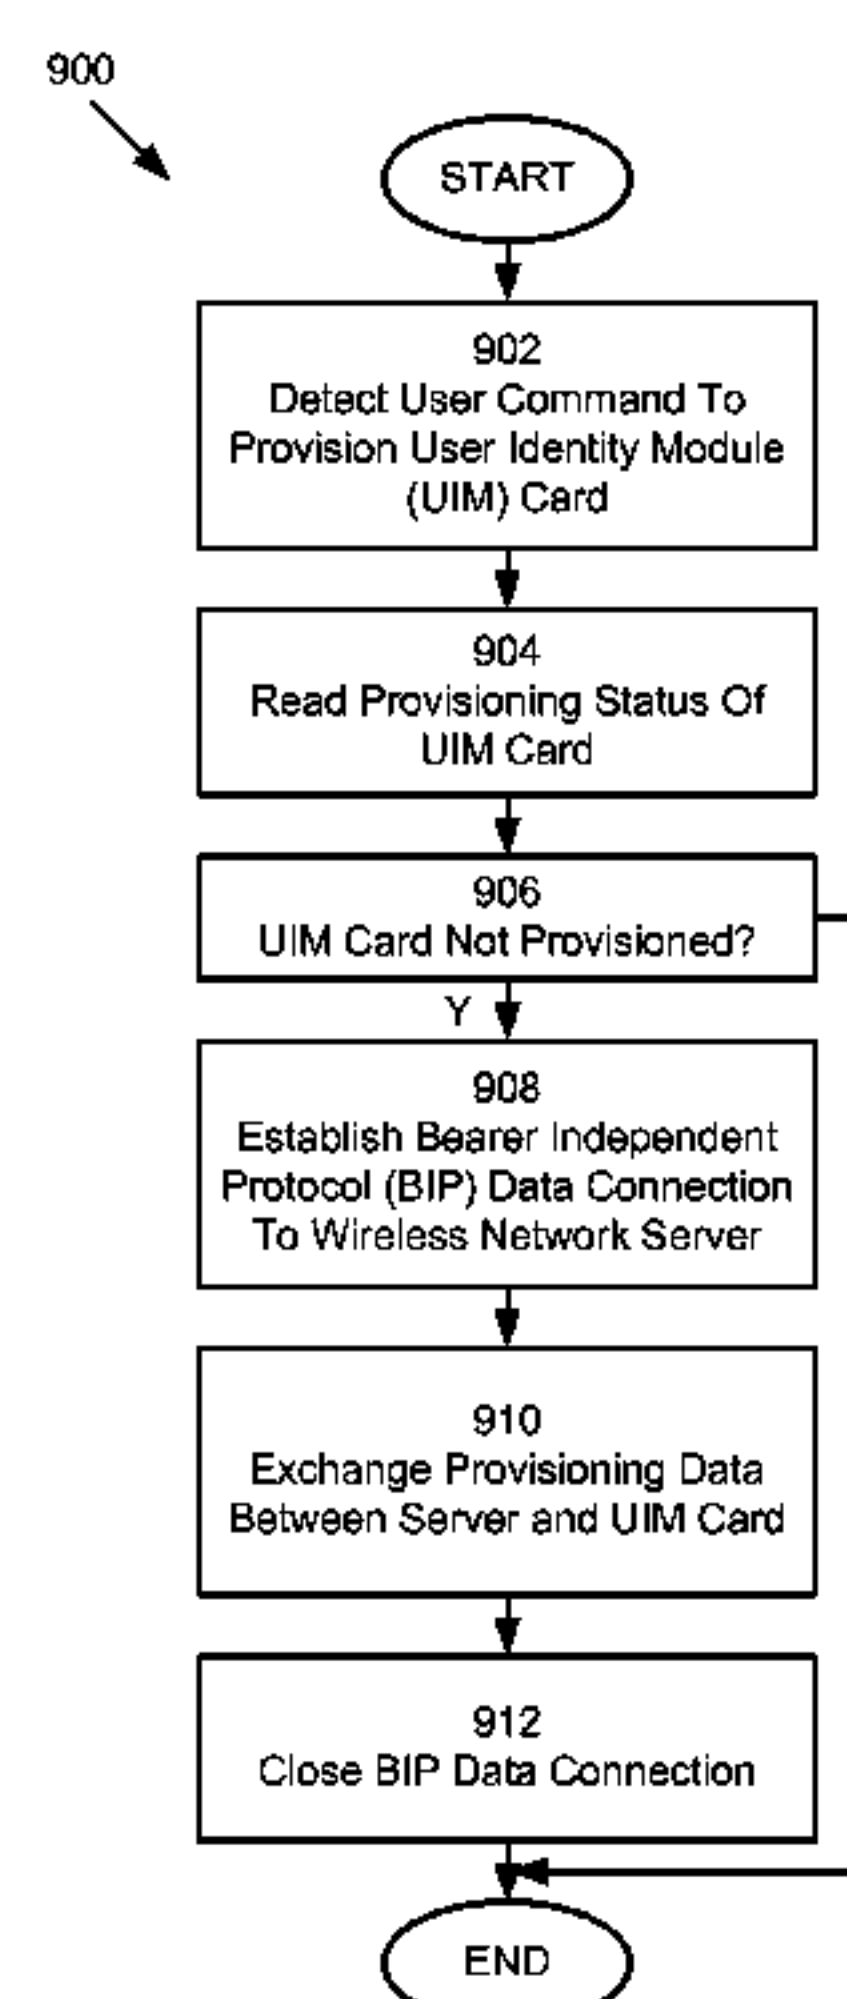 900
START
902
Detect User Command To
Provision User Identity Module
(UIM) Card
904
Read Provisioning Status Of
UIM Card
906
UIM Card Not Provisioned?
Y
908
Establish Bearer Independent
Protocol (BIP) Data Connection
To Wireless Network Server
910
Exchange Provisioning Data
Between Server and UIM Card
912
Close BIP Data Connection
END